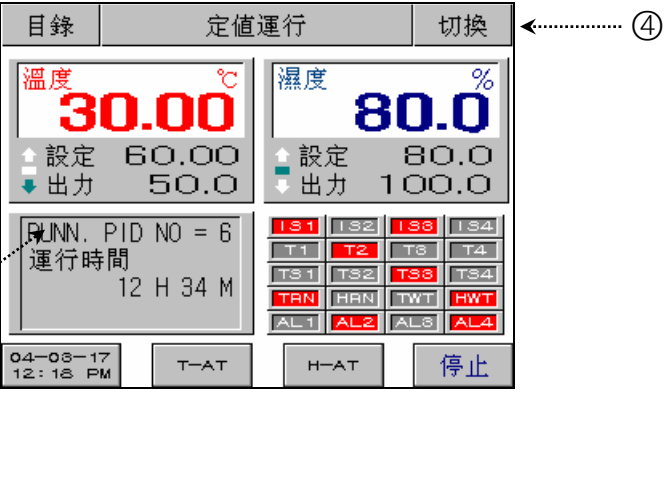 目錄 定值運行 切換 ④
溫度 ℃ 濕度 %
30.00 80.0
設定 60.00 設定 80.0
出力 50.0 出力 100.0
RUNN. PID NO = 6
運行時間
12 H 34 M
IS1 IS2 IS3 IS4
T1 T2 T3 T4
TS1 TS2 TS3 TS4
TRN HRN TWT HWT
AL1 AL2 AL3 AL4
04-03-17
12:18 PM
T-AT H-AT 停止